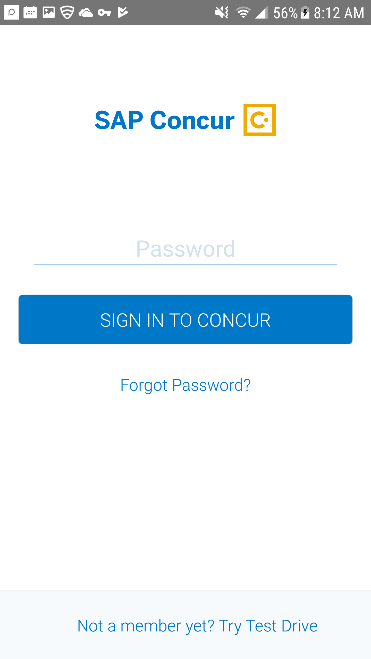 56% 8:12 AM
SAP Concur
Password
SIGN IN TO CONCUR
Forgot Password?
Not a member yet? Try Test Drive